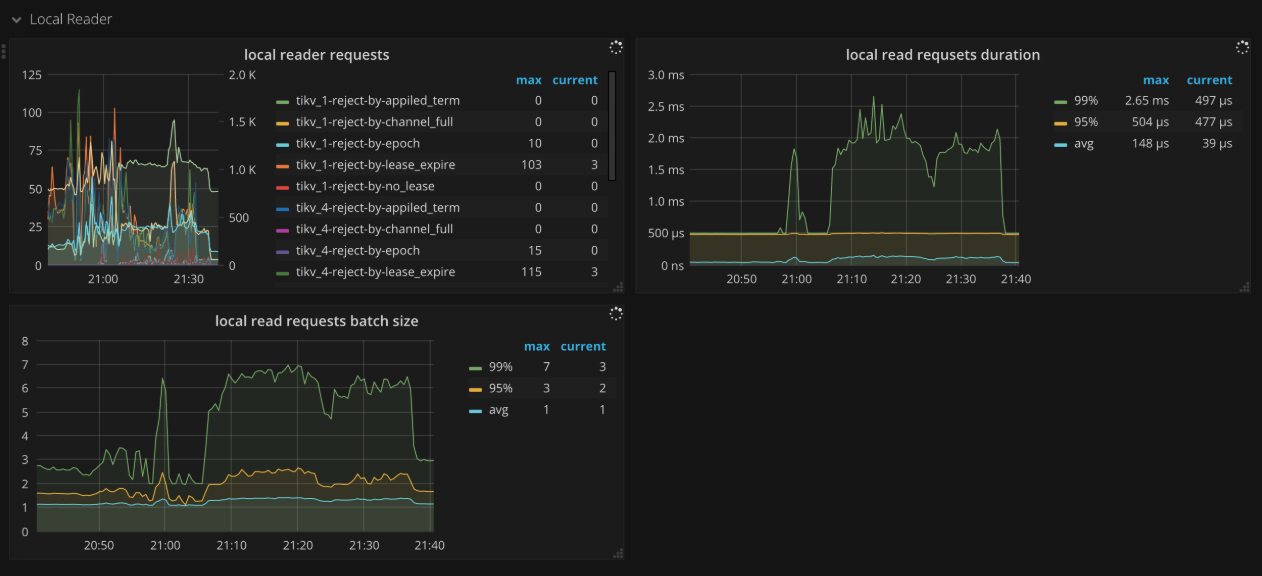 Local Reader
local reader requests
125
100
75
50
25
0
2.0 K
1.5 K
1.0 K
500
0
21:00 21:30
max current
tikv_1-reject-by-appiled_term 0 0
tikv_1-reject-by-channel_full 0 0
tikv_1-reject-by-epoch 10 0
tikv_1-reject-by-lease_expire 103 3
tikv_1-reject-by-no_lease 0 0
tikv_4-reject-by-appiled_term 0 0
tikv_4-reject-by-channel_full 0 0
tikv_4-reject-by-epoch 15 0
tikv_4-reject-by-lease_expire 115 3
local read requsets duration
3.0 ms
2.5 ms
2.0 ms
1.5 ms
1.0 ms
500 µs
0 ns
20:50 21:00 21:10 21:20 21:30 21:40
max current
99% 2.65 ms 497 µs
95% 504 µs 477 µs
avg 148 µs 39 µs
local read requests batch size
8
7
6
5
4
3
2
1
0
20:50 21:00 21:10 21:20 21:30 21:40
max current
99% 7 3
95% 3 2
avg 1 1